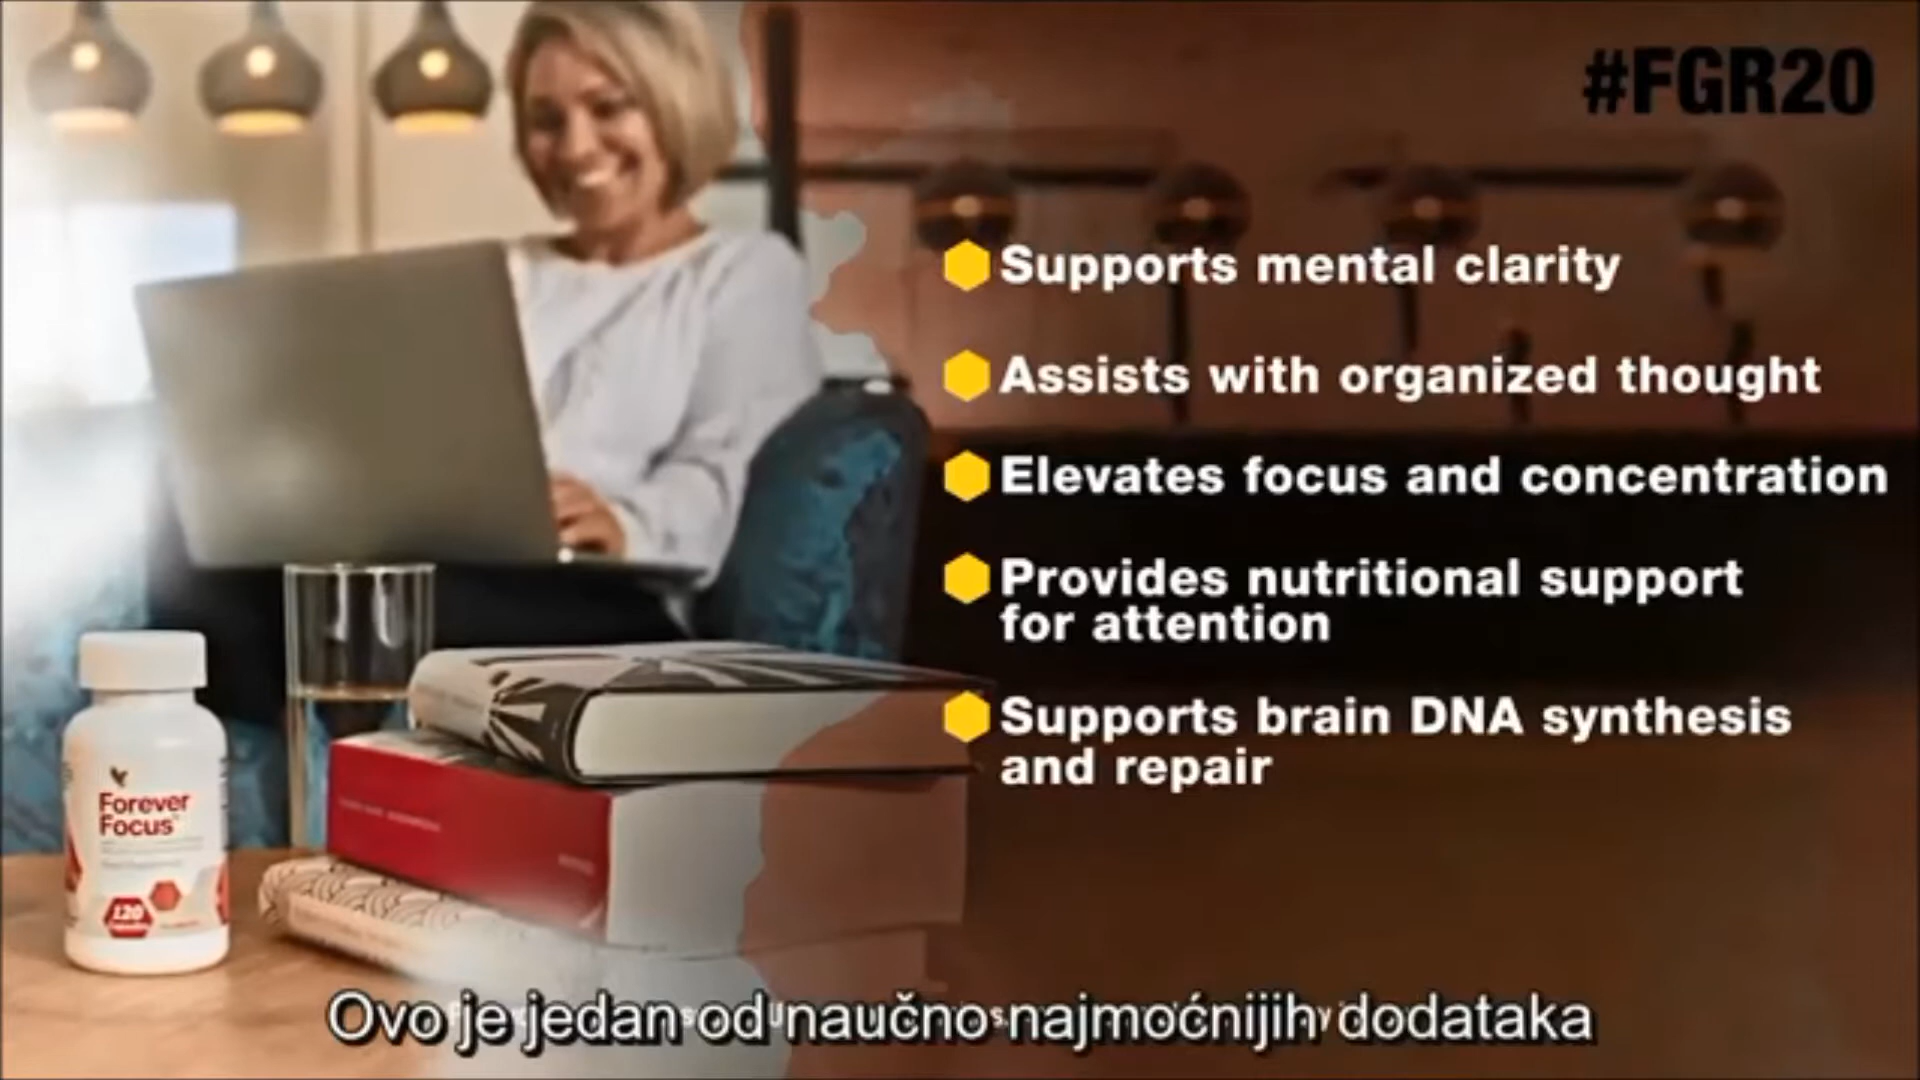 #FGR20
Supports mental clarity
Assists with organized thought
Elevates focus and concentration
Provides nutritional support
for attention
Supports brain DNA synthesis
and repair
Forever
Focus™
120
Ovo je jedan od naučno najmoćnijih dodataka